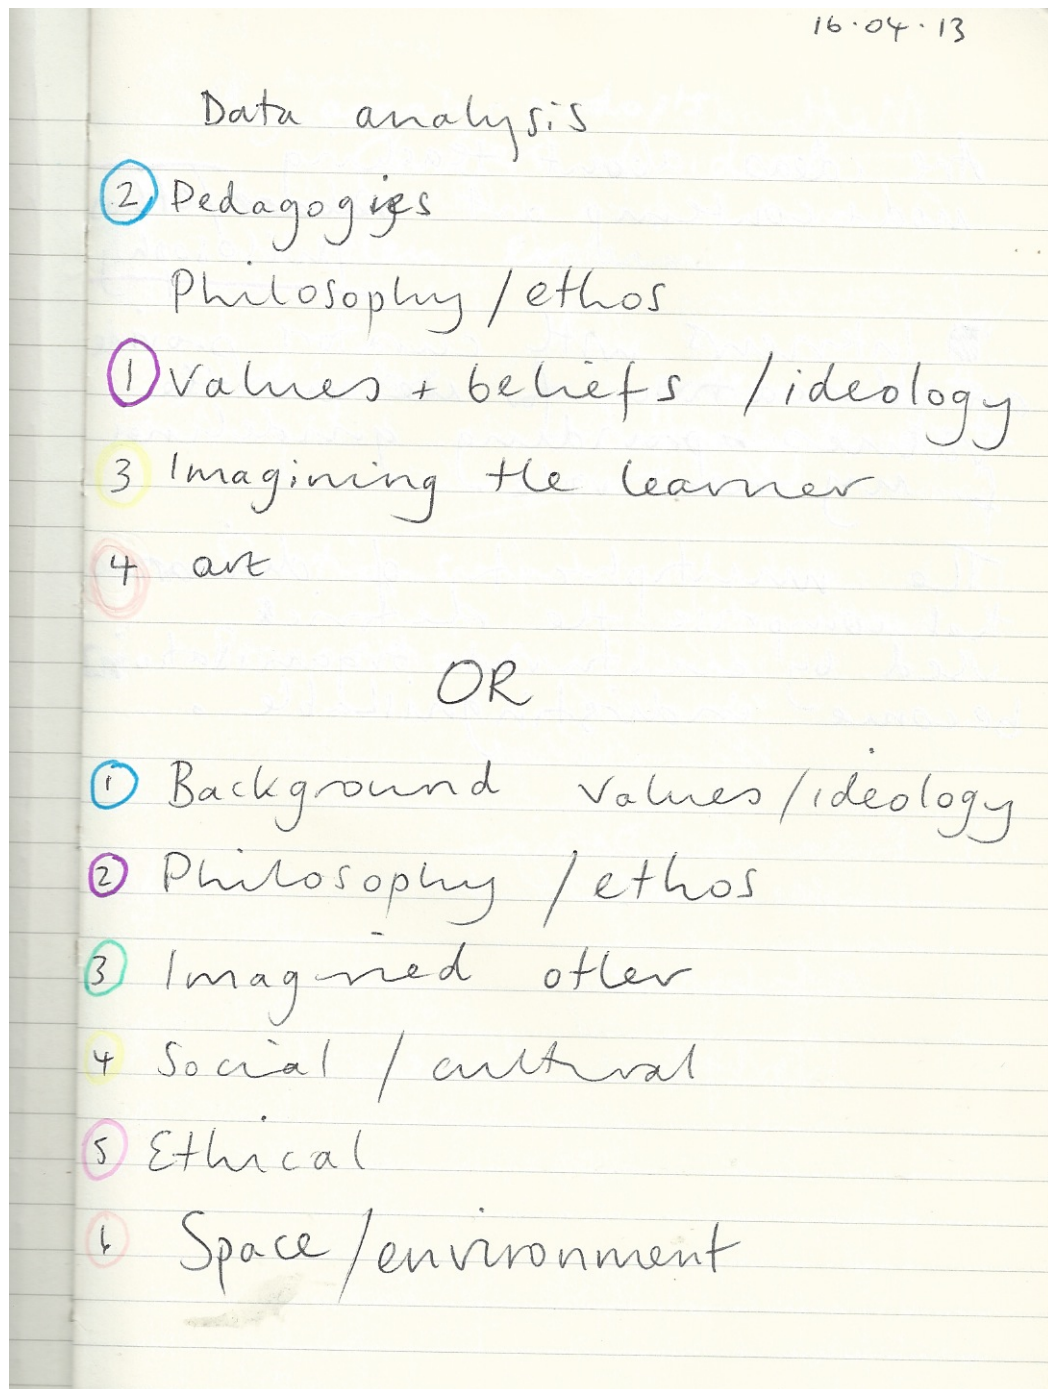 16.04.13
Data analysis
2 Pedagogies
Philosophy / ethos
1 Values + beliefs / ideology
3 Imagining the learner
4 art
OR
1 Background values / ideology
2 Philosophy / ethos
3 Imagined other
4 Social / cultural
5 Ethical
6 Space / environment